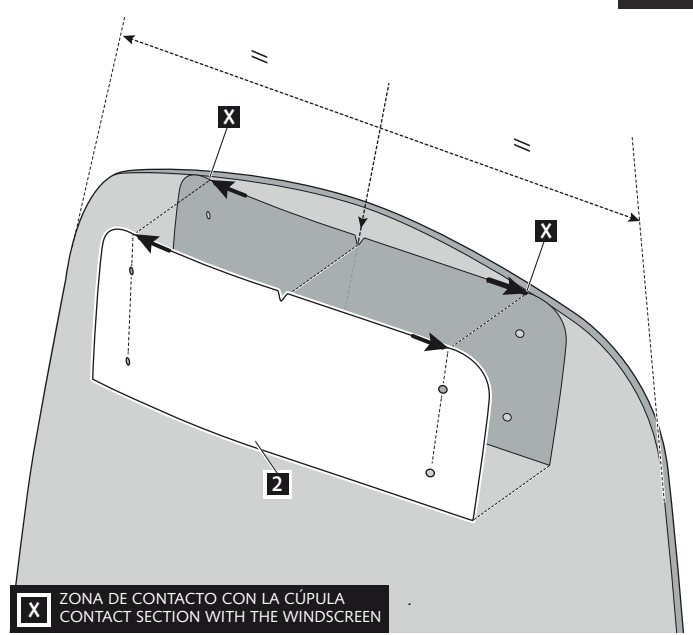 =
=
X
X
2
X
ZONA DE CONTACTO CON LA CÚPULA
CONTACT SECTION WITH THE WINDSCREEN